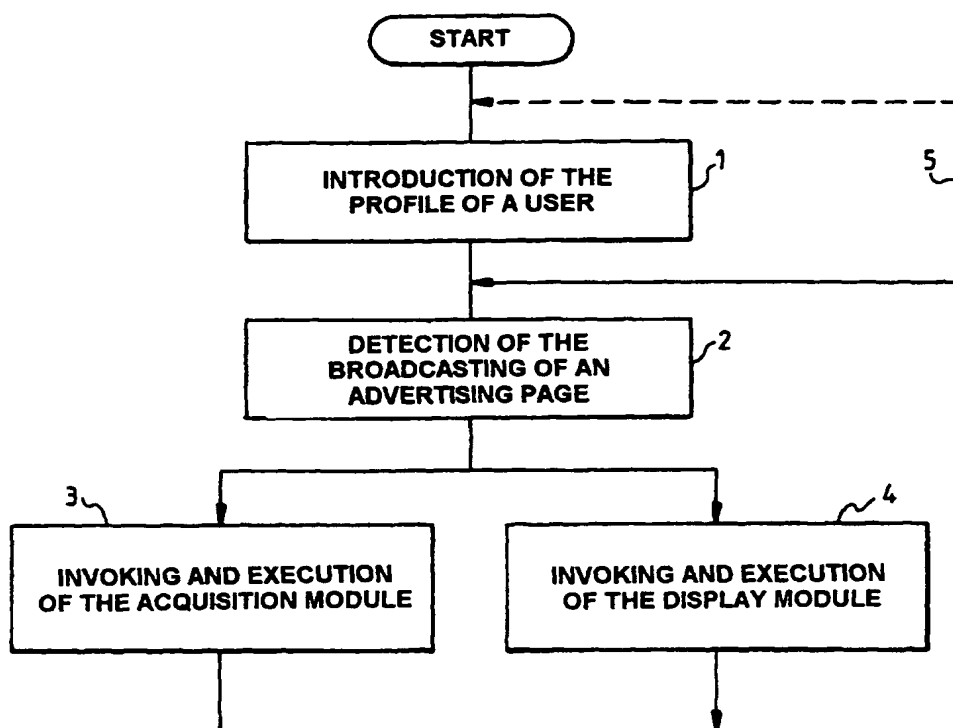 START
INTRODUCTION OF THE
PROFILE OF A USER
1
5
DETECTION OF THE
BROADCASTING OF AN
ADVERTISING PAGE
2
3
4
INVOKING AND EXECUTION
OF THE ACQUISITION MODULE
INVOKING AND EXECUTION
OF THE DISPLAY MODULE